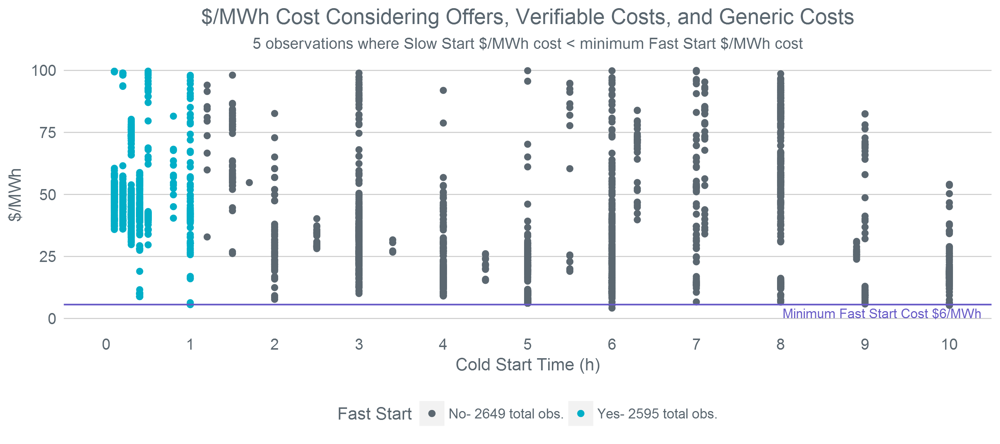 $/MWh Cost Considering Offers, Verifiable Costs, and Generic Costs
5 observations where Slow Start $/MWh cost < minimum Fast Start $/MWh cost
100
75
50
25
0
$/MWh
Minimum Fast Start Cost $6/MWh
0 1 2 3 4 5 6 7 8 9 10
Cold Start Time (h)
Fast Start No- 2649 total obs. Yes- 2595 total obs.